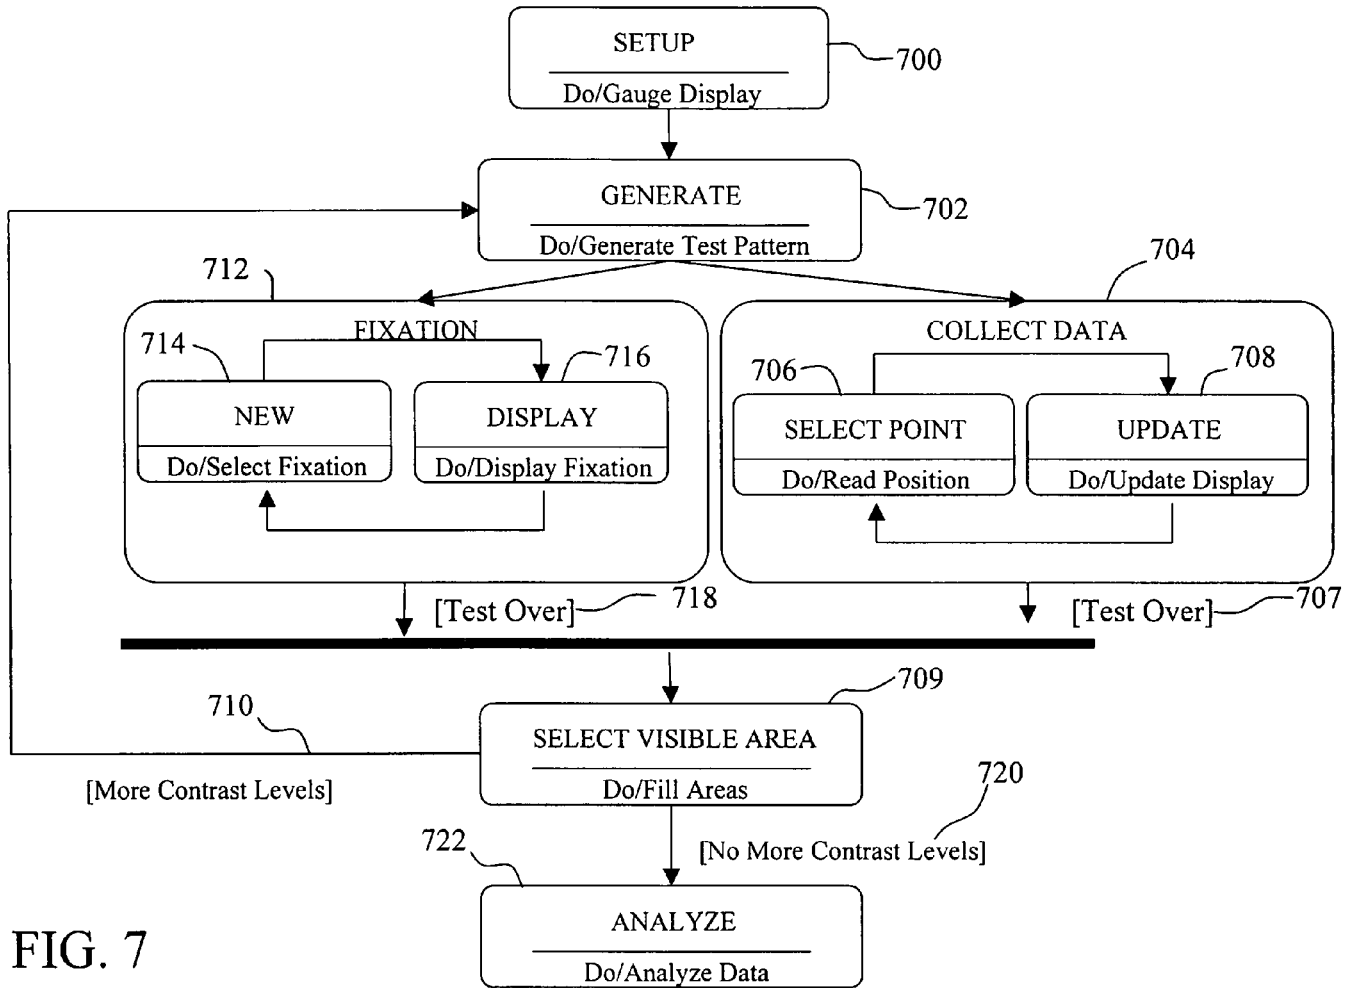 SETUP
700
Do/Gauge Display
GENERATE
702
Do/Generate Test Pattern
712
704
FIXATION
COLLECT DATA
714
716
706
708
NEW
DISPLAY
SELECT POINT
UPDATE
Do/Select Fixation
Do/Display Fixation
Do/Read Position
Do/Update Display
[Test Over]
718
[Test Over]
707
709
710
SELECT VISIBLE AREA
[More Contrast Levels]
Do/Fill Areas
720
722
[No More Contrast Levels]
ANALYZE
FIG. 7
Do/Analyze Data